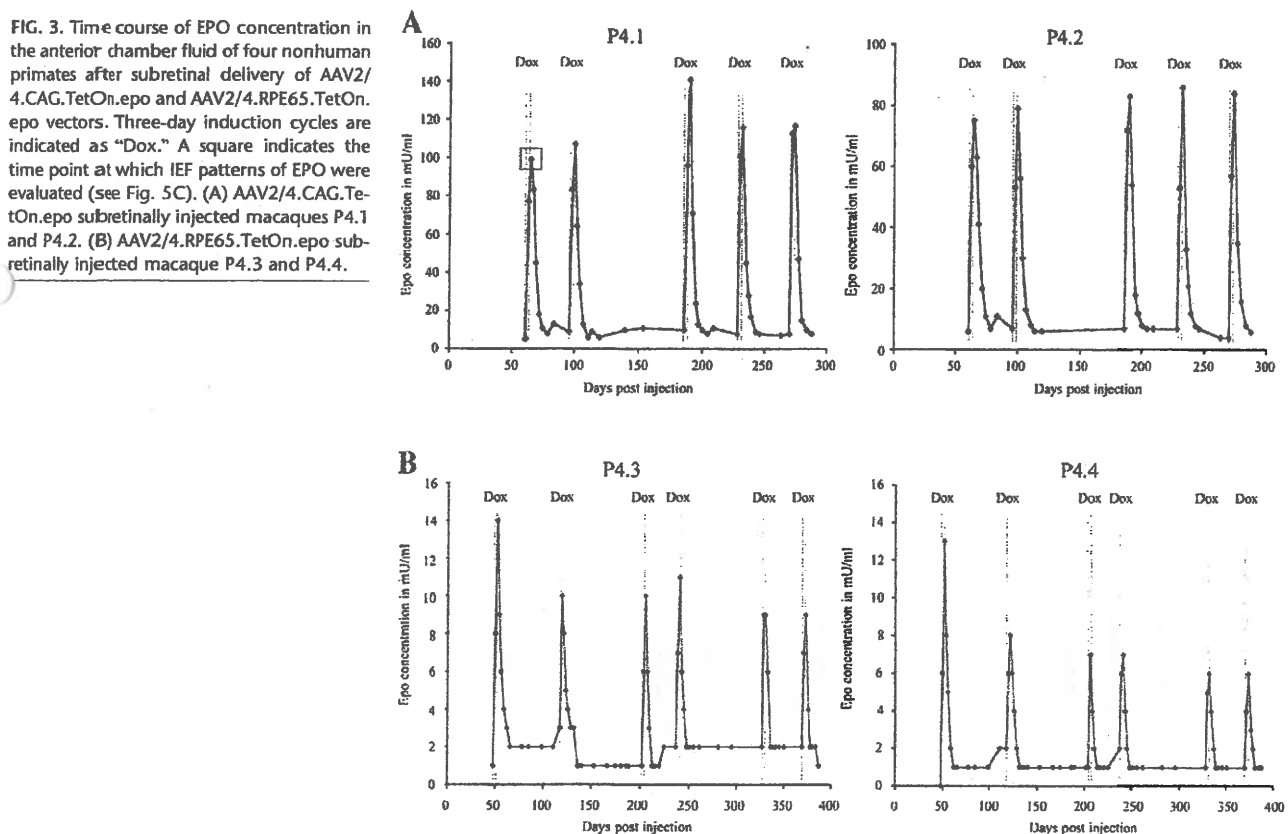 FIG. 3. Time course of EPO concentration in
the anterior chamber fluid of four nonhuman
primates after subretinal delivery of AAV2/
4.CAG.TetOn.epo and AAV2/4.RPE65.TetOn.
epo vectors. Three-day induction cycles are
indicated as “Dox.” A square indicates the
time point at which IEF patterns of EPO were
evaluated (see Fig. 5C). (A) AAV2/4.CAG.Te-
tOn.epo subretinally injected macaques P4.1
and P4.2. (B) AAV2/4.RPE65.TetOn.epo sub-
retinally injected macaque P4.3 and P4.4.
A
P4.1
Dox Dox Dox Dox Dox
Epo concentration in mU/ml
160
140
120
100
80
60
40
20
0
0 50 100 150 200 250 300
Days post injection
P4.2
Dox Dox Dox Dox Dox
Epo concentration in mU/ml
100
80
60
40
20
0
0 50 100 150 200 250 300
Days post injection
B
P4.3
Dox Dox Dox Dox Dox Dox
Epo concentration in mU/ml
16
14
12
10
8
6
4
2
0
0 50 100 150 200 250 300 350 400
Days post injection
P4.4
Dox Dox Dox Dox Dox Dox
Epo concentration in mU/ml
16
14
12
10
8
6
4
2
0
0 50 100 150 200 250 300 350 400
Days post injection